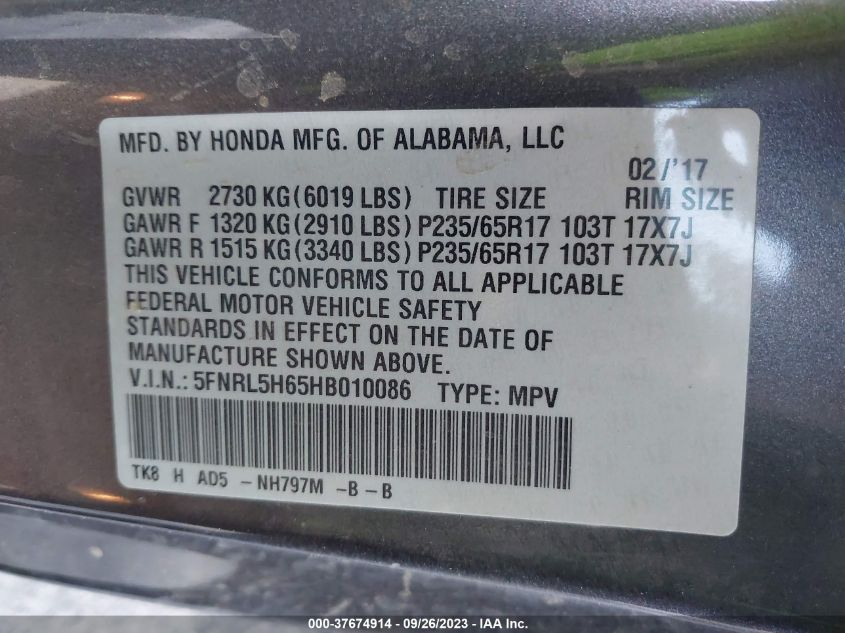 MFD. BY HONDA MFG. OF ALABAMA, LLC
02/'17
GVWR 2730 KG(6019 LBS) TIRE SIZE RIM SIZE
GAWR F 1320 KG(2910 LBS) P235/65R17 103T 17X7J
GAWR R 1515 KG(3340 LBS) P235/65R17 103T 17X7J
THIS VEHICLE CONFORMS TO ALL APPLICABLE
FEDERAL MOTOR VEHICLE SAFETY
STANDARDS IN EFFECT ON THE DATE OF
MANUFACTURE SHOWN ABOVE.
V.I.N.: 5FNRL5H65HB010086 TYPE: MPV
TK8 H AD5 -NH797M -B-B
000-37674914 - 09/26/2023 - IAA Inc.